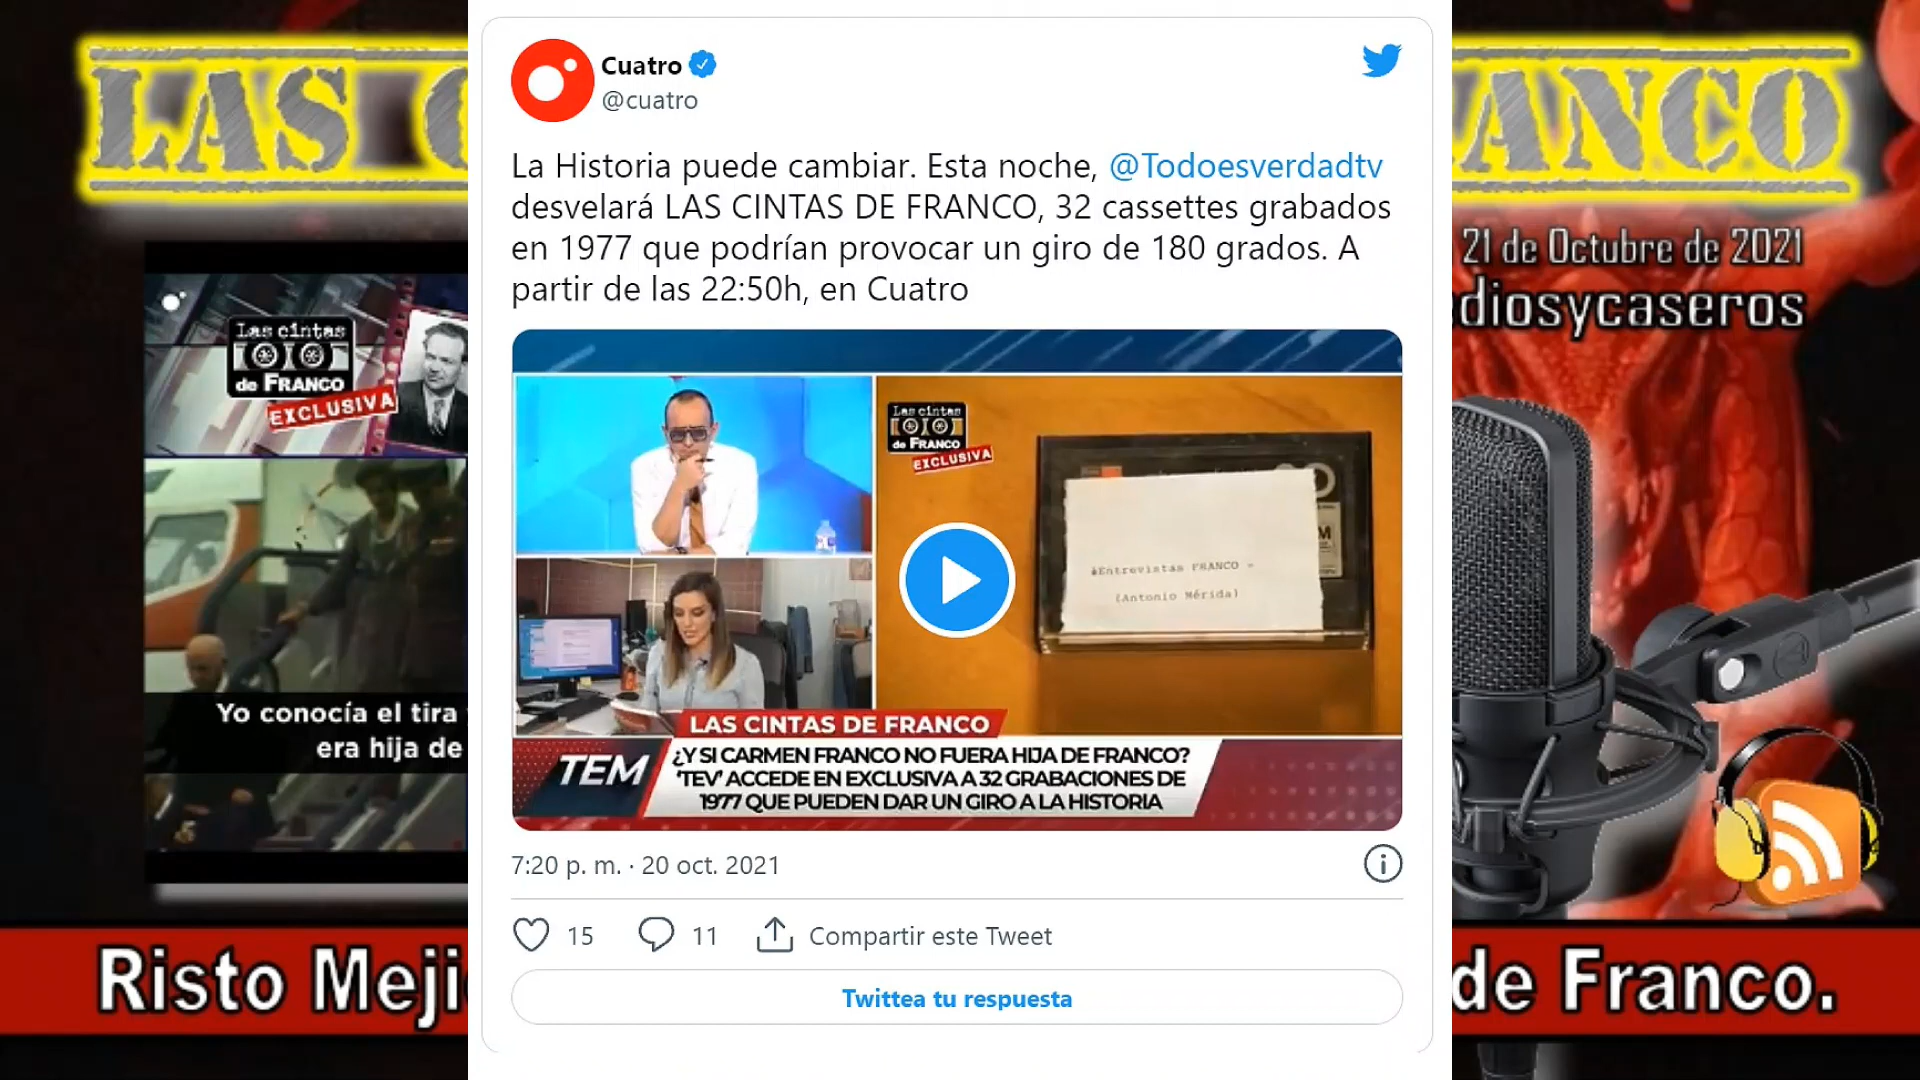 LAS C
ANCO
21 de Octubre de 2021
diosycaseros
Las cintas
de FRANCO
EXCLUSIVA
Yo conocía el tira
era hija de
Risto Meji
de Franco.
Cuatro
@cuatro
La Historia puede cambiar. Esta noche, @Todoesverdadtv
desvelará LAS CINTAS DE FRANCO, 32 cassettes grabados
en 1977 que podrían provocar un giro de 180 grados. A
partir de las 22:50h, en Cuatro
Las cintas
de FRANCO
EXCLUSIVA
Entrevistas FRANCO -
(Antonio Mérida)
LAS CINTAS DE FRANCO
TEM
¿Y SI CARMEN FRANCO NO FUERA HIJA DE FRANCO?
'TEV' ACCEDE EN EXCLUSIVA A 32 GRABACIONES DE
1977 QUE PUEDEN DAR UN GIRO A LA HISTORIA
7:20 p. m. · 20 oct. 2021
15
11
Compartir este Tweet
Twittea tu respuesta